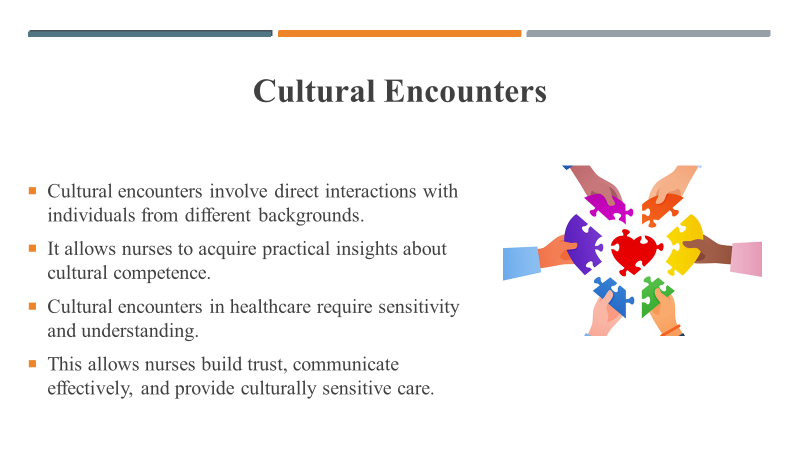 Cultural Encounters
Cultural encounters involve direct interactions with
individuals from different backgrounds.
It allows nurses to acquire practical insights about
cultural competence.
Cultural encounters in healthcare require sensitivity
and understanding.
This allows nurses build trust, communicate
effectively, and provide culturally sensitive care.